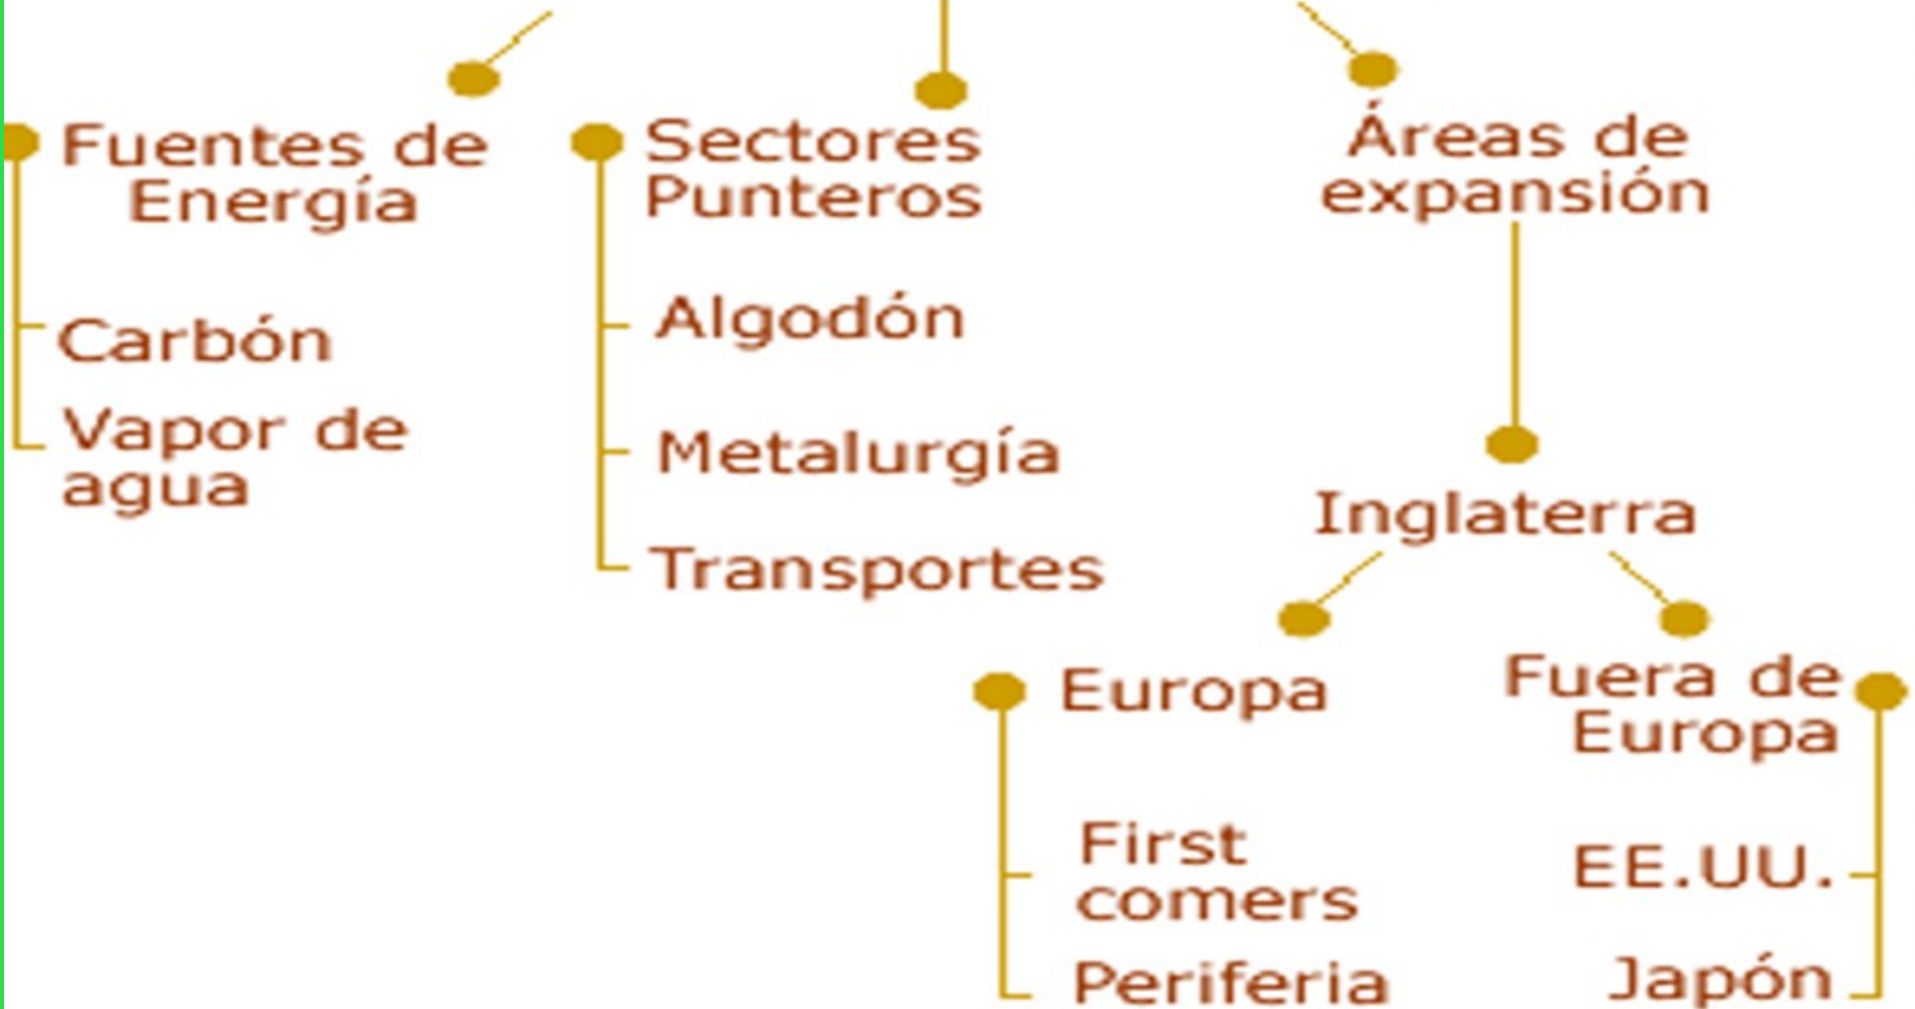 Fuentes de
Energía
Carbón
Vapor de
agua
Sectores
Punteros
Algodón
Metalurgía
Transportes
Áreas de
expansión
Inglaterra
Europa
First
comers
Periferia
Fuera de
Europa
EE.UU.
Japón